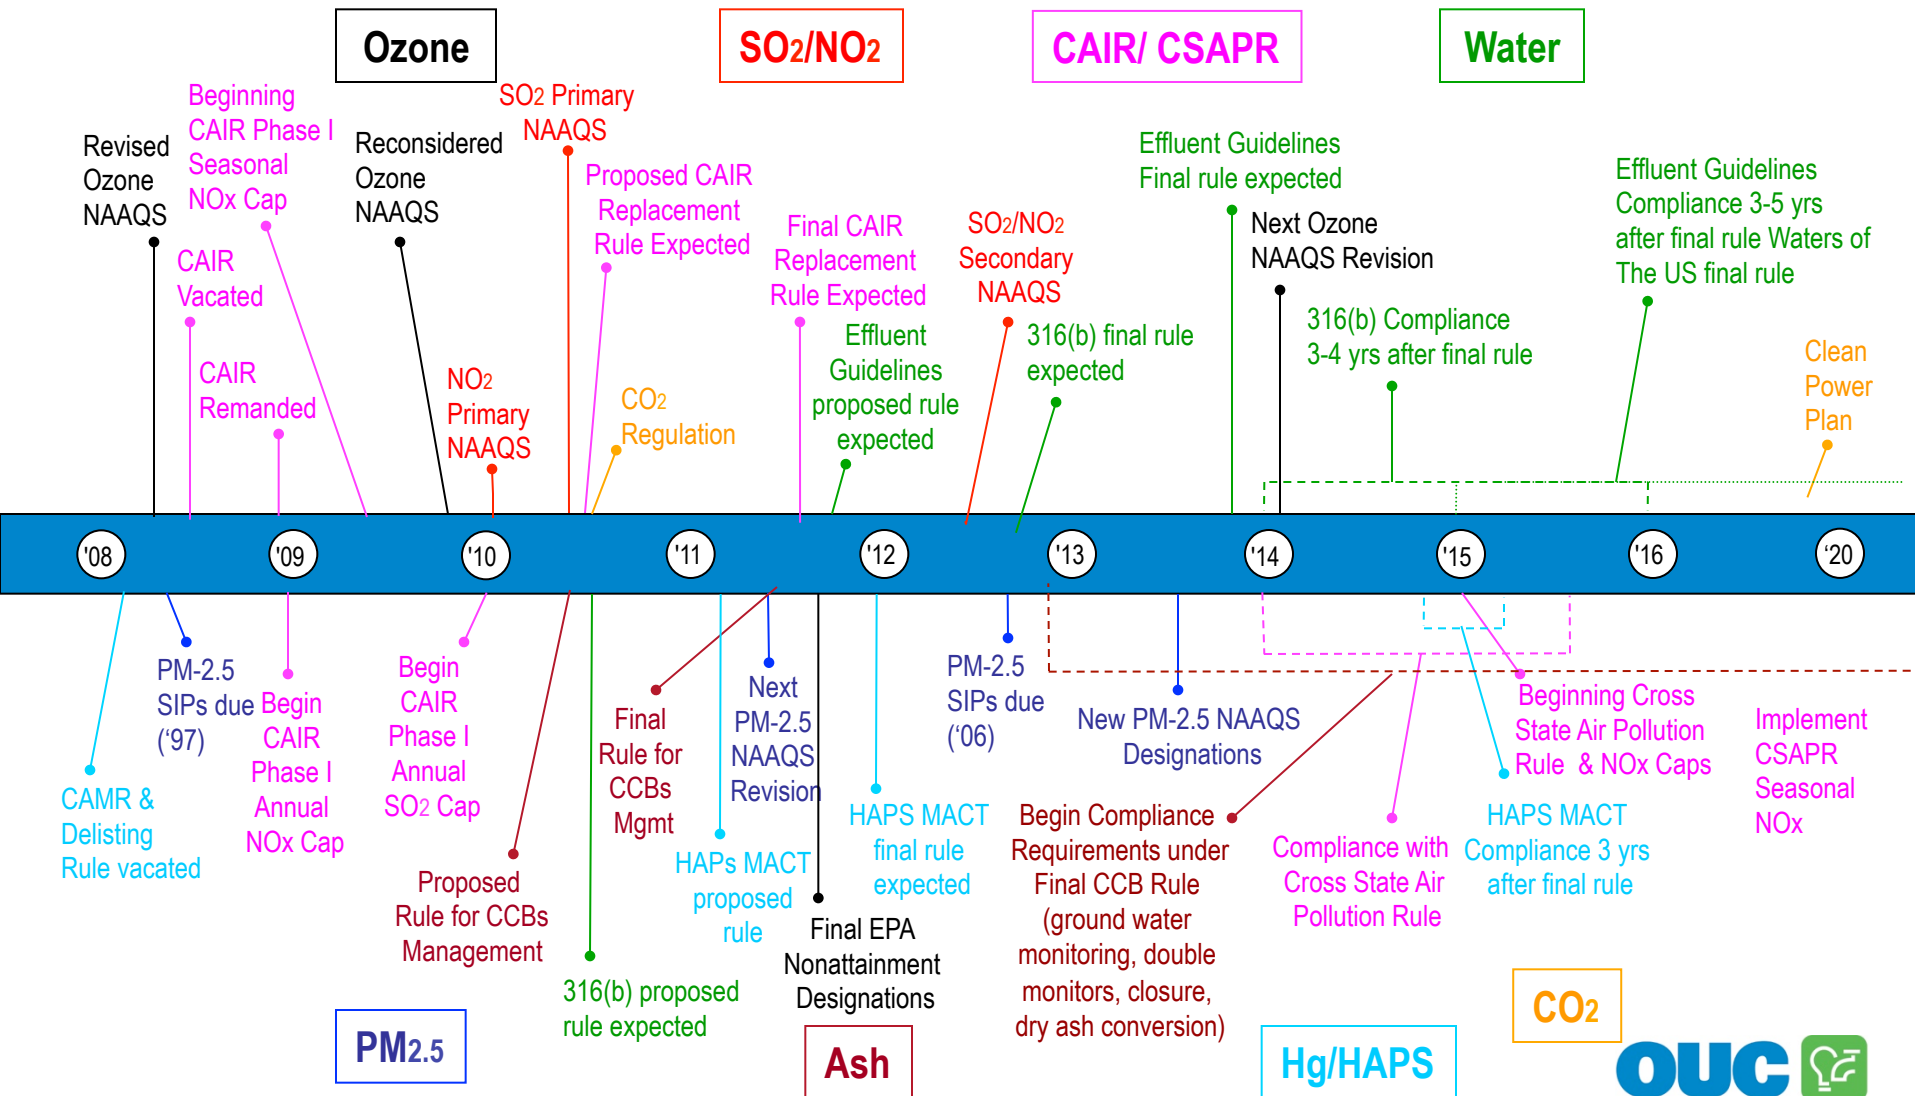 Ozone
SO2/NO2
CAIR/ CSAPR
Water
Revised
Ozone
NAAQS
Beginning
CAIR Phase I
Seasonal
NOx Cap
CAIR
Vacated
CAIR
Remanded
Reconsidered
Ozone
NAAQS
NO2
Primary
NAAQS
SO2 Primary
NAAQS
Proposed CAIR
Replacement
Rule Expected
CO2
Regulation
Final CAIR
Replacement
Rule Expected
Effluent
Guidelines
proposed rule
expected
SO2/NO2
Secondary
NAAQS
316(b) final rule
expected
Effluent Guidelines
Final rule expected
Next Ozone
NAAQS Revision
316(b) Compliance
3-4 yrs after final rule
Effluent Guidelines
Compliance 3-5 yrs
after final rule Waters of
The US final rule
Clean
Power
Plan
'08
'09
'10
'11
'12
'13
'14
'15
'16
‘20
CAMR &
Delisting
Rule vacated
PM-2.5
SIPs due
(‘97)
Begin
CAIR
Phase I
Annual
NOx Cap
Begin
CAIR
Phase I
Annual
SO2 Cap
Proposed
Rule for CCBs
Management
316(b) proposed
rule expected
Final
Rule for
CCBs
Mgmt
HAPs MACT
proposed
rule
Next
PM-2.5
NAAQS
Revision
Final EPA
Nonattainment
Designations
HAPS MACT
final rule
expected
PM-2.5
SIPs due
(‘06)
New PM-2.5 NAAQS
Designations
Begin Compliance
Requirements under
Final CCB Rule
(ground water
monitoring, double
monitors, closure,
dry ash conversion)
Compliance with
Cross State Air
Pollution Rule
Beginning Cross
State Air Pollution
Rule & NOx Caps
HAPS MACT
Compliance 3 yrs
after final rule
Implement
CSAPR
Seasonal
NOx
PM2.5
Ash
Hg/HAPS
CO2
OUC